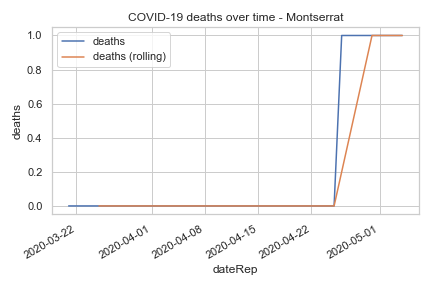 COVID-19 deaths over time - Montserrat
deaths
deaths (rolling)
1.0
0.8
0.6
0.4
0.2
0.0
deaths
2020-03-22
2020-04-01
2020-04-08
2020-04-15
2020-04-22
2020-05-01
dateRep